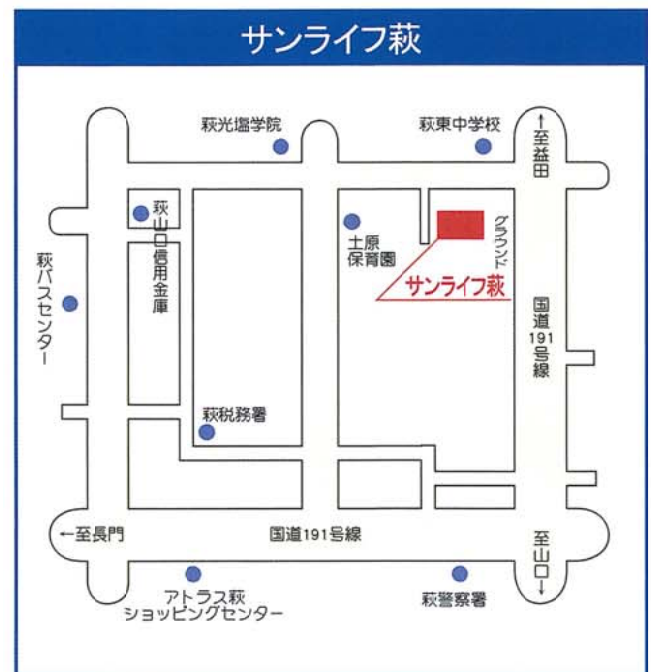 サンライフ萩
萩光塩学院
萩東中学校
←至益田
萩山口信用金庫
土原
保育園
グラウンド
サンライフ萩
萩バスセンター
国道191号線
萩税務署
←至長門
国道191号線
至山口→
アトラス萩
ショッピングセンター
萩警察署